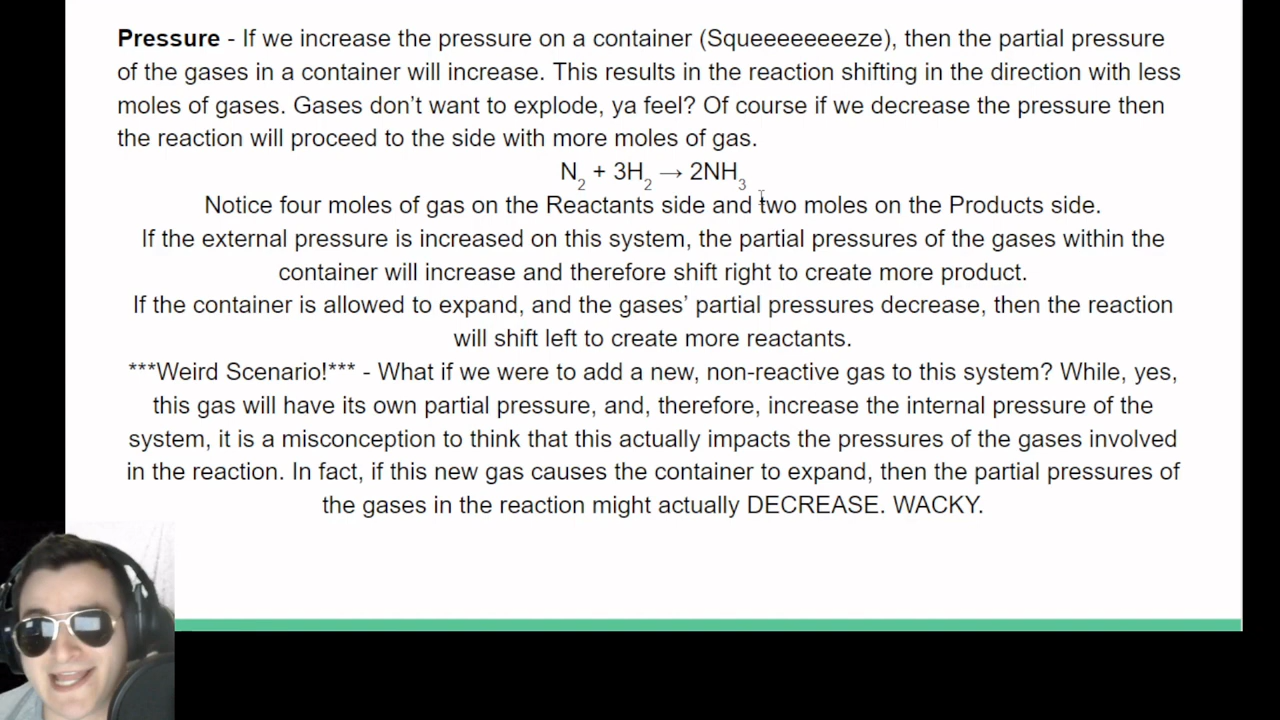 Pressure - If we increase the pressure on a container (Squeeeeeeeeze), then the partial pressure
of the gases in a container will increase. This results in the reaction shifting in the direction with less
moles of gases. Gases don’t want to explode, ya feel? Of course if we decrease the pressure then
the reaction will proceed to the side with more moles of gas.
N₂ + 3H₂ → 2NH₃
Notice four moles of gas on the Reactants side and two moles on the Products side.
If the external pressure is increased on this system, the partial pressures of the gases within the
container will increase and therefore shift right to create more product.
If the container is allowed to expand, and the gases’ partial pressures decrease, then the reaction
will shift left to create more reactants.
***Weird Scenario!*** - What if we were to add a new, non-reactive gas to this system? While, yes,
this gas will have its own partial pressure, and, therefore, increase the internal pressure of the
system, it is a misconception to think that this actually impacts the pressures of the gases involved
in the reaction. In fact, if this new gas causes the container to expand, then the partial pressures of
the gases in the reaction might actually DECREASE. WACKY.